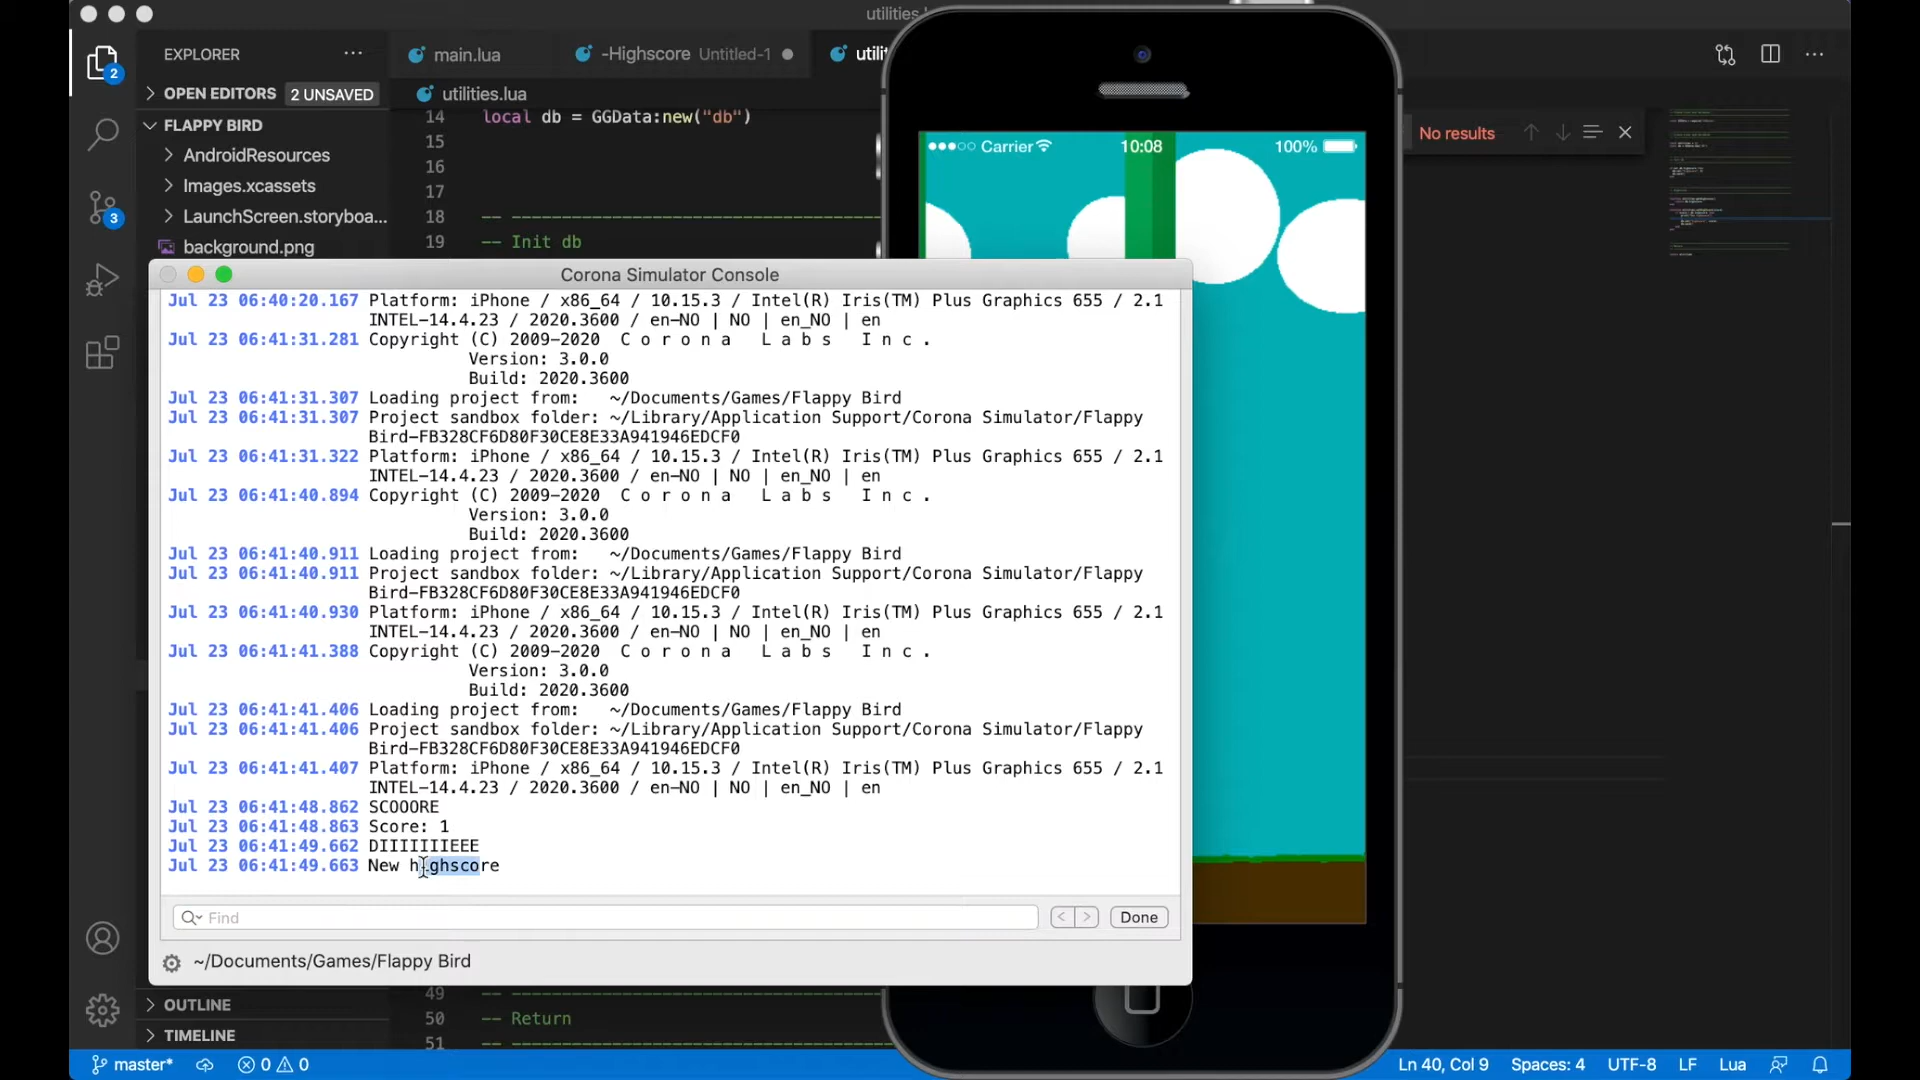 utilities.
EXPLORER
main.lua
-Highscore Untitled-1
utili
2
OPEN EDITORS 2 UNSAVED
utilities.lua
FLAPPY BIRD
14 local db = GGData:new("db")
No results
AndroidResources
15
Carrier 10:08 100%
16
Images.xcassets
17
3
LaunchScreen.storyboa...
18 -- --------------------------------------
background.png
19 -- Init db
Corona Simulator Console
Jul 23 06:40:20.167 Platform: iPhone / x86_64 / 10.15.3 / Intel(R) Iris(TM) Plus Graphics 655 / 2.1
INTEL-14.4.23 / 2020.3600 / en-NO | NO | en_NO | en
Jul 23 06:41:31.281 Copyright (C) 2009-2020 C o r o n a L a b s I n c .
Version: 3.0.0
Build: 2020.3600
Jul 23 06:41:31.307 Loading project from: ~/Documents/Games/Flappy Bird
Jul 23 06:41:31.307 Project sandbox folder: ~/Library/Application Support/Corona Simulator/Flappy
Bird-FB328CF6D80F30CE8E33A941946EDCF0
Jul 23 06:41:31.322 Platform: iPhone / x86_64 / 10.15.3 / Intel(R) Iris(TM) Plus Graphics 655 / 2.1
INTEL-14.4.23 / 2020.3600 / en-NO | NO | en_NO | en
Jul 23 06:41:40.894 Copyright (C) 2009-2020 C o r o n a L a b s I n c .
Version: 3.0.0
Build: 2020.3600
Jul 23 06:41:40.911 Loading project from: ~/Documents/Games/Flappy Bird
Jul 23 06:41:40.911 Project sandbox folder: ~/Library/Application Support/Corona Simulator/Flappy
Bird-FB328CF6D80F30CE8E33A941946EDCF0
Jul 23 06:41:40.930 Platform: iPhone / x86_64 / 10.15.3 / Intel(R) Iris(TM) Plus Graphics 655 / 2.1
INTEL-14.4.23 / 2020.3600 / en-NO | NO | en_NO | en
Jul 23 06:41:41.388 Copyright (C) 2009-2020 C o r o n a L a b s I n c .
Version: 3.0.0
Build: 2020.3600
Jul 23 06:41:41.406 Loading project from: ~/Documents/Games/Flappy Bird
Jul 23 06:41:41.406 Project sandbox folder: ~/Library/Application Support/Corona Simulator/Flappy
Bird-FB328CF6D80F30CE8E33A941946EDCF0
Jul 23 06:41:41.407 Platform: iPhone / x86_64 / 10.15.3 / Intel(R) Iris(TM) Plus Graphics 655 / 2.1
INTEL-14.4.23 / 2020.3600 / en-NO | NO | en_NO | en
Jul 23 06:41:48.862 SCOOORE
Jul 23 06:41:48.863 Score: 1
Jul 23 06:41:49.662 DIIIIIIIEEE
Jul 23 06:41:49.663 New highscore
Find
Done
~/Documents/Games/Flappy Bird
49 -- --------------------------------------
OUTLINE
50 -- Return
TIMELINE
51 -- --------------------------------------
master* 0 0
Ln 40, Col 9 Spaces: 4 UTF-8 LF Lua